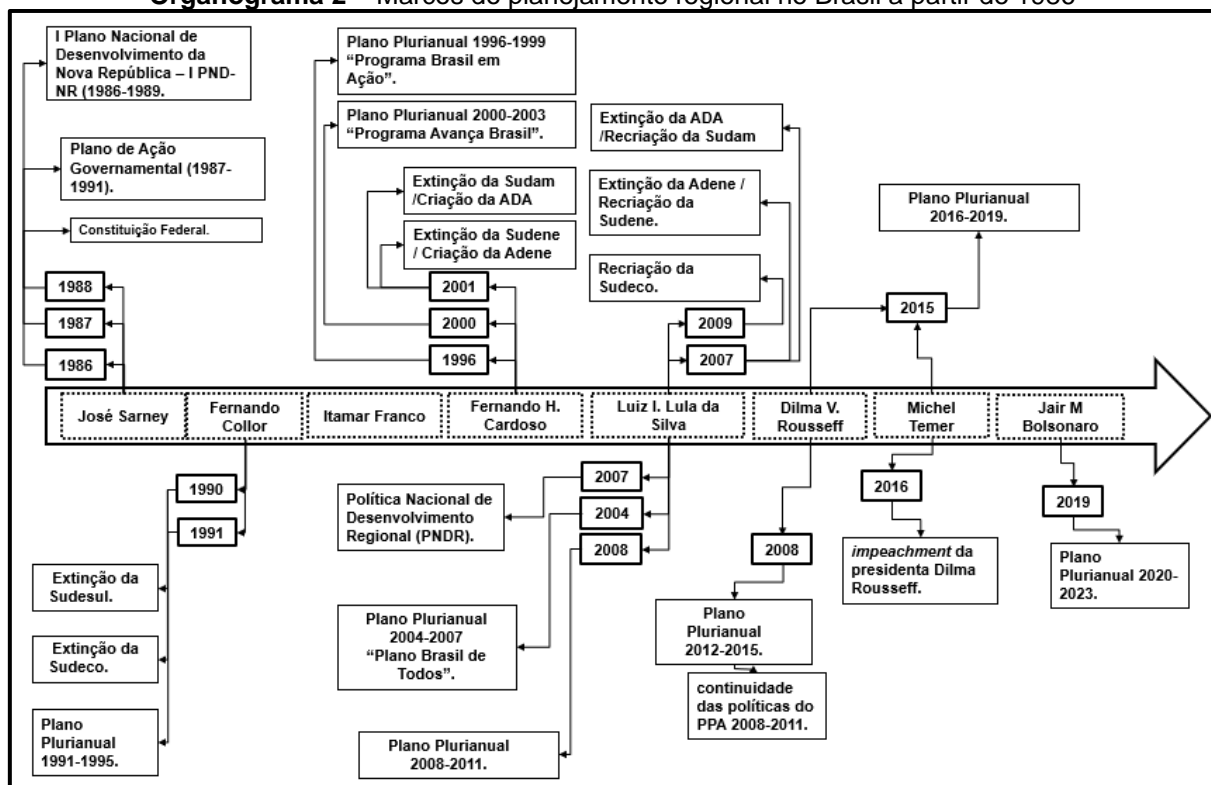 Organograma 2 – Marcos do planejamento regional no Brasil a partir de 1986
I Plano Nacional de
Desenvolvimento da
Nova República – I PND-
NR (1986-1989.
Plano de Ação
Governamental (1987-
1991).
Constituição Federal.
1988
1987
1986
Plano Plurianual 1996-1999
“Programa Brasil em
Ação”.
Plano Plurianual 2000-2003
“Programa Avança Brasil”.
Extinção da Sudam
/Criação da ADA
Extinção da Sudene
/ Criação da Adene
2001
2000
1996
Extinção da ADA
/Recriação da Sudam
Extinção da Adene /
Recriação da
Sudene.
Recriação da
Sudeco.
2009
2007
Plano Plurianual
2016-2019.
2015
José Sarney
Fernando
Collor
Itamar Franco
Fernando H.
Cardoso
Luiz I. Lula da
Silva
Dilma V.
Rousseff
Michel
Temer
Jair M
Bolsonaro
1990
1991
Extinção da
Sudesul.
Extinção da
Sudeco.
Plano
Plurianual
1991-1995.
2007
2004
2008
Política Nacional de
Desenvolvimento
Regional (PNDR).
Plano Plurianual
2004-2007
“Plano Brasil de
Todos”.
Plano Plurianual
2008-2011.
2008
Plano
Plurianual
2012-2015.
continuidade
das políticas do
PPA 2008-2011.
2016
impeachment da
presidenta Dilma
Rousseff.
2019
Plano
Plurianual 2020-
2023.